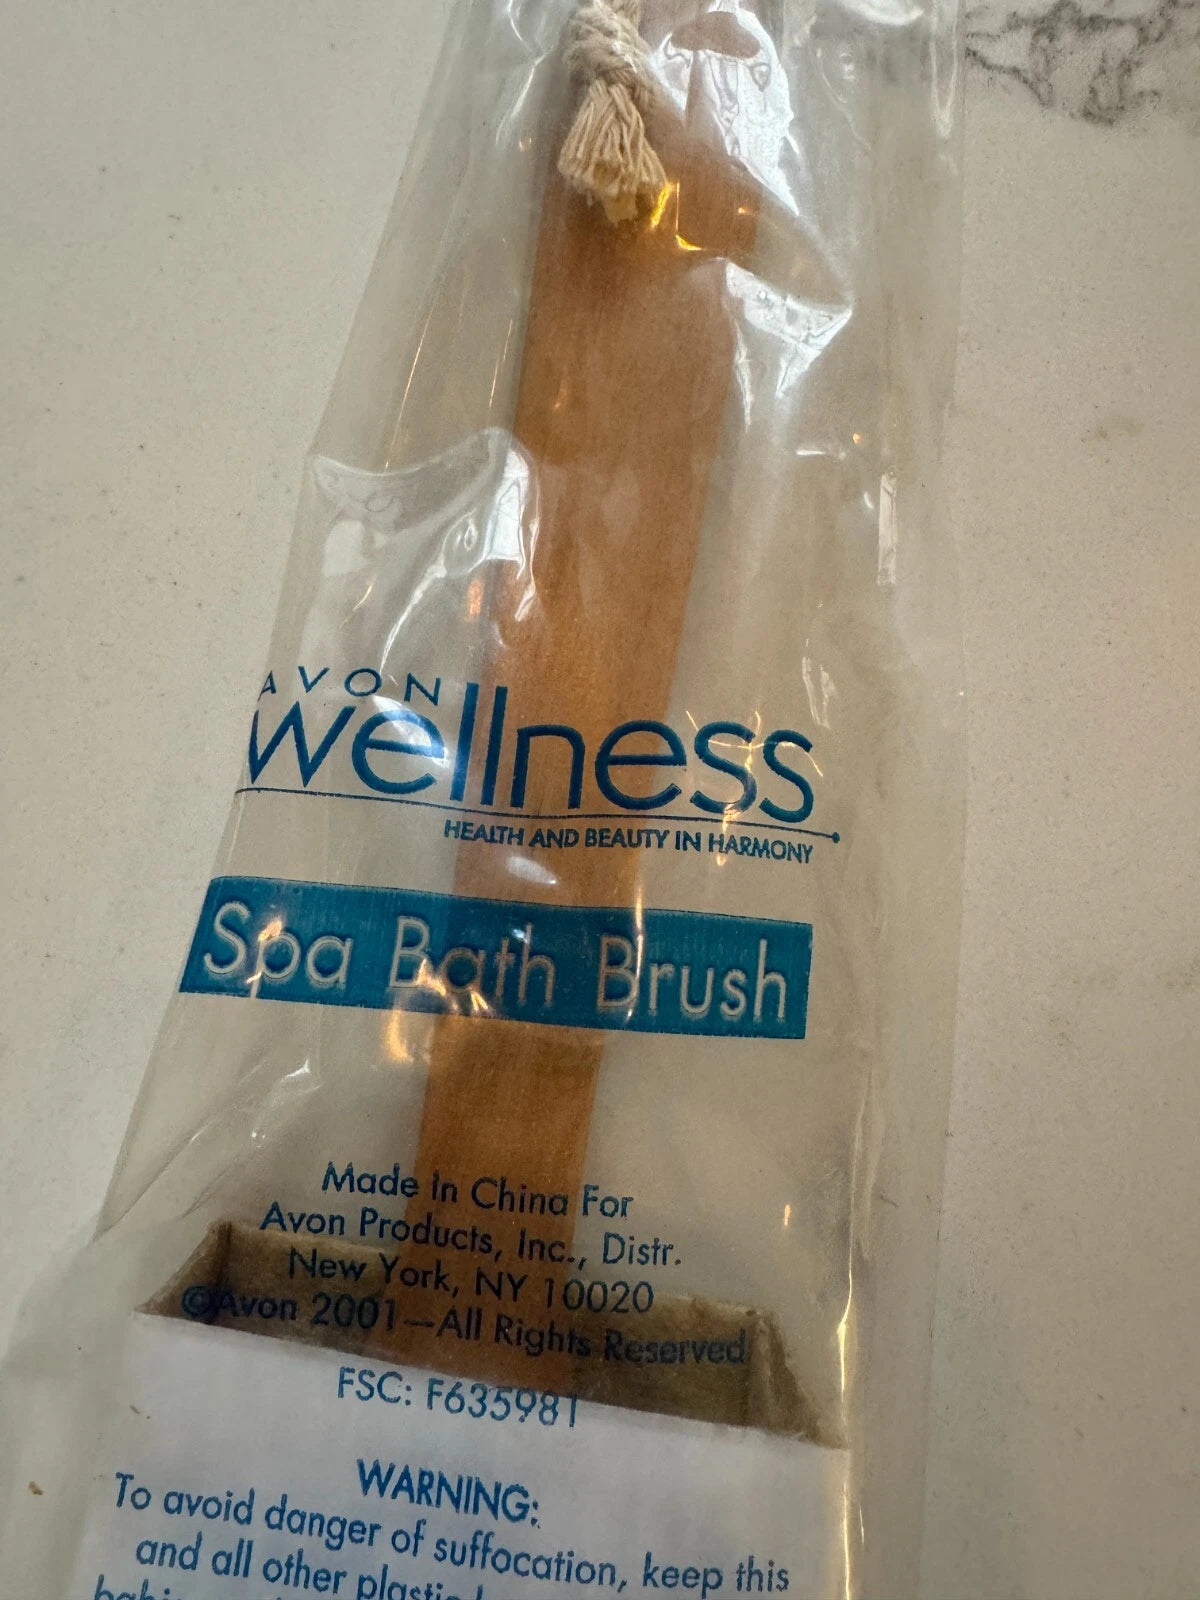 AVON
wellness
HEALTH AND BEAUTY IN HARMONY
Spa Bath Brush
Made In China For
Avon Products, Inc., Distr.
New York, NY 10020
©Avon 2001—All Rights Reserved
FSC: F635981
WARNING:
To avoid danger of suffocation, keep this
and all other plastic